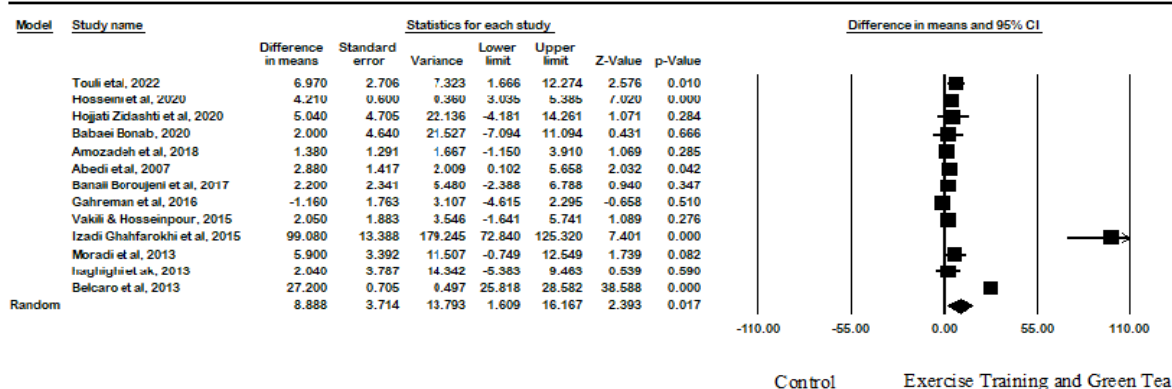 Model Study name Statistics for each study Difference in means and 95% CI
Difference in means Standard error Variance Lower limit Upper limit Z-Value p-Value
Touli etal, 2022 6.970 2.706 7.323 1.666 12.274 2.576 0.010
Hosseini et al, 2020 4.210 0.600 0.360 3.035 5.385 7.020 0.000
Hojjati Zidashti et al, 2020 5.040 4.705 22.136 -4.181 14.261 1.071 0.284
Babaei Bonab, 2020 2.000 4.640 21.527 -7.094 11.094 0.431 0.666
Amozadeh et al, 2018 1.380 1.291 1.667 -1.150 3.910 1.069 0.285
Abedi et al, 2007 2.880 1.417 2.009 0.102 5.658 2.032 0.042
Banaii Boroujeni et al, 2017 2.200 2.341 5.480 -2.388 6.788 0.940 0.347
Gahreman et al, 2016 -1.160 1.763 3.107 -4.615 2.295 -0.658 0.510
Vakili & Hosseinpour, 2015 2.050 1.883 3.546 -1.641 5.741 1.089 0.276
Izadi Ghahfarokhi et al, 2015 99.080 13.388 179.245 72.840 125.320 7.401 0.000
Moradi et al, 2013 5.900 3.392 11.507 -0.749 12.549 1.739 0.082
2013 2.040 3.787 14.342 -5.383 9.463 0.539 0.590
Belcaro et al, 2013 27.200 0.705 0.497 25.818 28.582 38.588 0.000
Random 8.888 3.714 13.793 1.609 16.167 2.393 0.017
-110.00 -55.00 0.00 55.00 110.00
Control Exercise Training and Green Tea